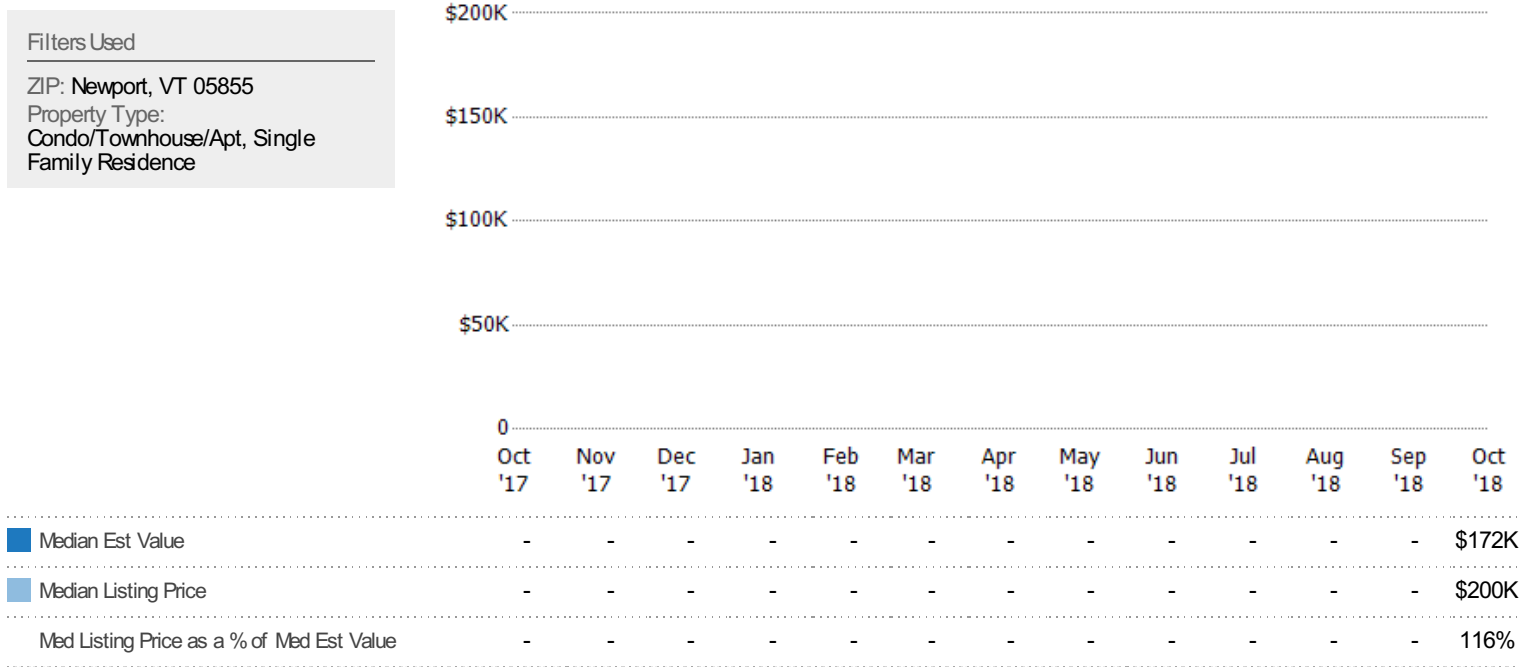 Filters Used
ZIP: Newport, VT 05855
Property Type:
Condo/Townhouse/Apt, Single
Family Residence
$200K
$150K
$100K
$50K
0
Oct Nov Dec Jan Feb Mar Apr May Jun Jul Aug Sep Oct
'17 '17 '17 '18 '18 '18 '18 '18 '18 '18 '18 '18 '18
Median Est Value - - - - - - - - - - - - $172K
Median Listing Price - - - - - - - - - - - - $200K
Med Listing Price as a % of Med Est Value - - - - - - - - - - - - 116%